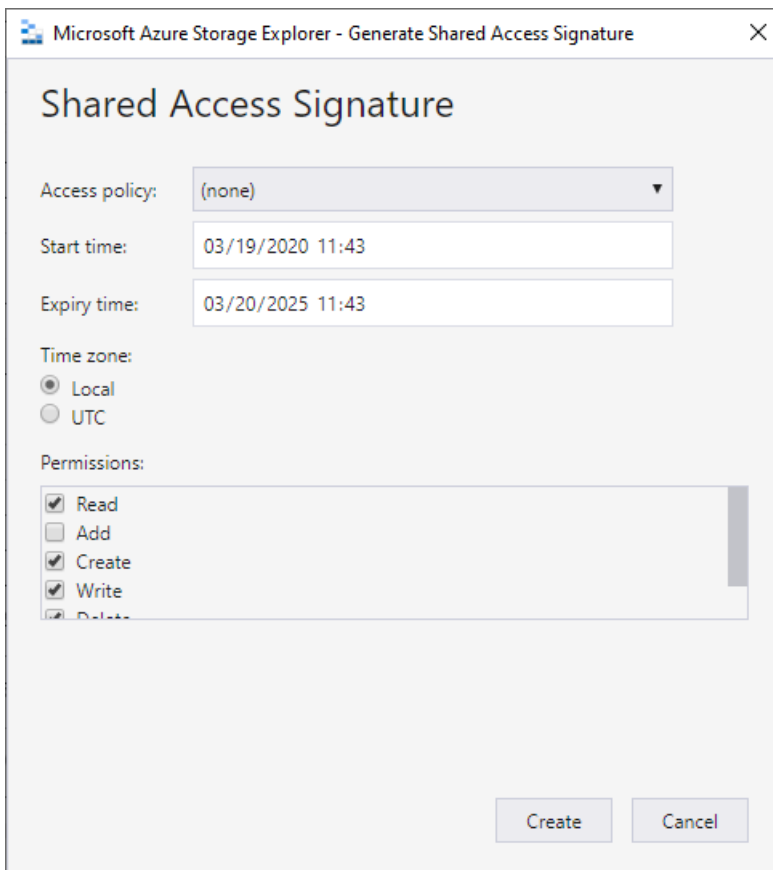 Microsoft Azure Storage Explorer - Generate Shared Access Signature
Shared Access Signature
Access policy: (none)
Start time: 03/19/2020 11:43
Expiry time: 03/20/2025 11:43
Time zone:
Local
UTC
Permissions:
Read
Add
Create
Write
Delete
Create Cancel